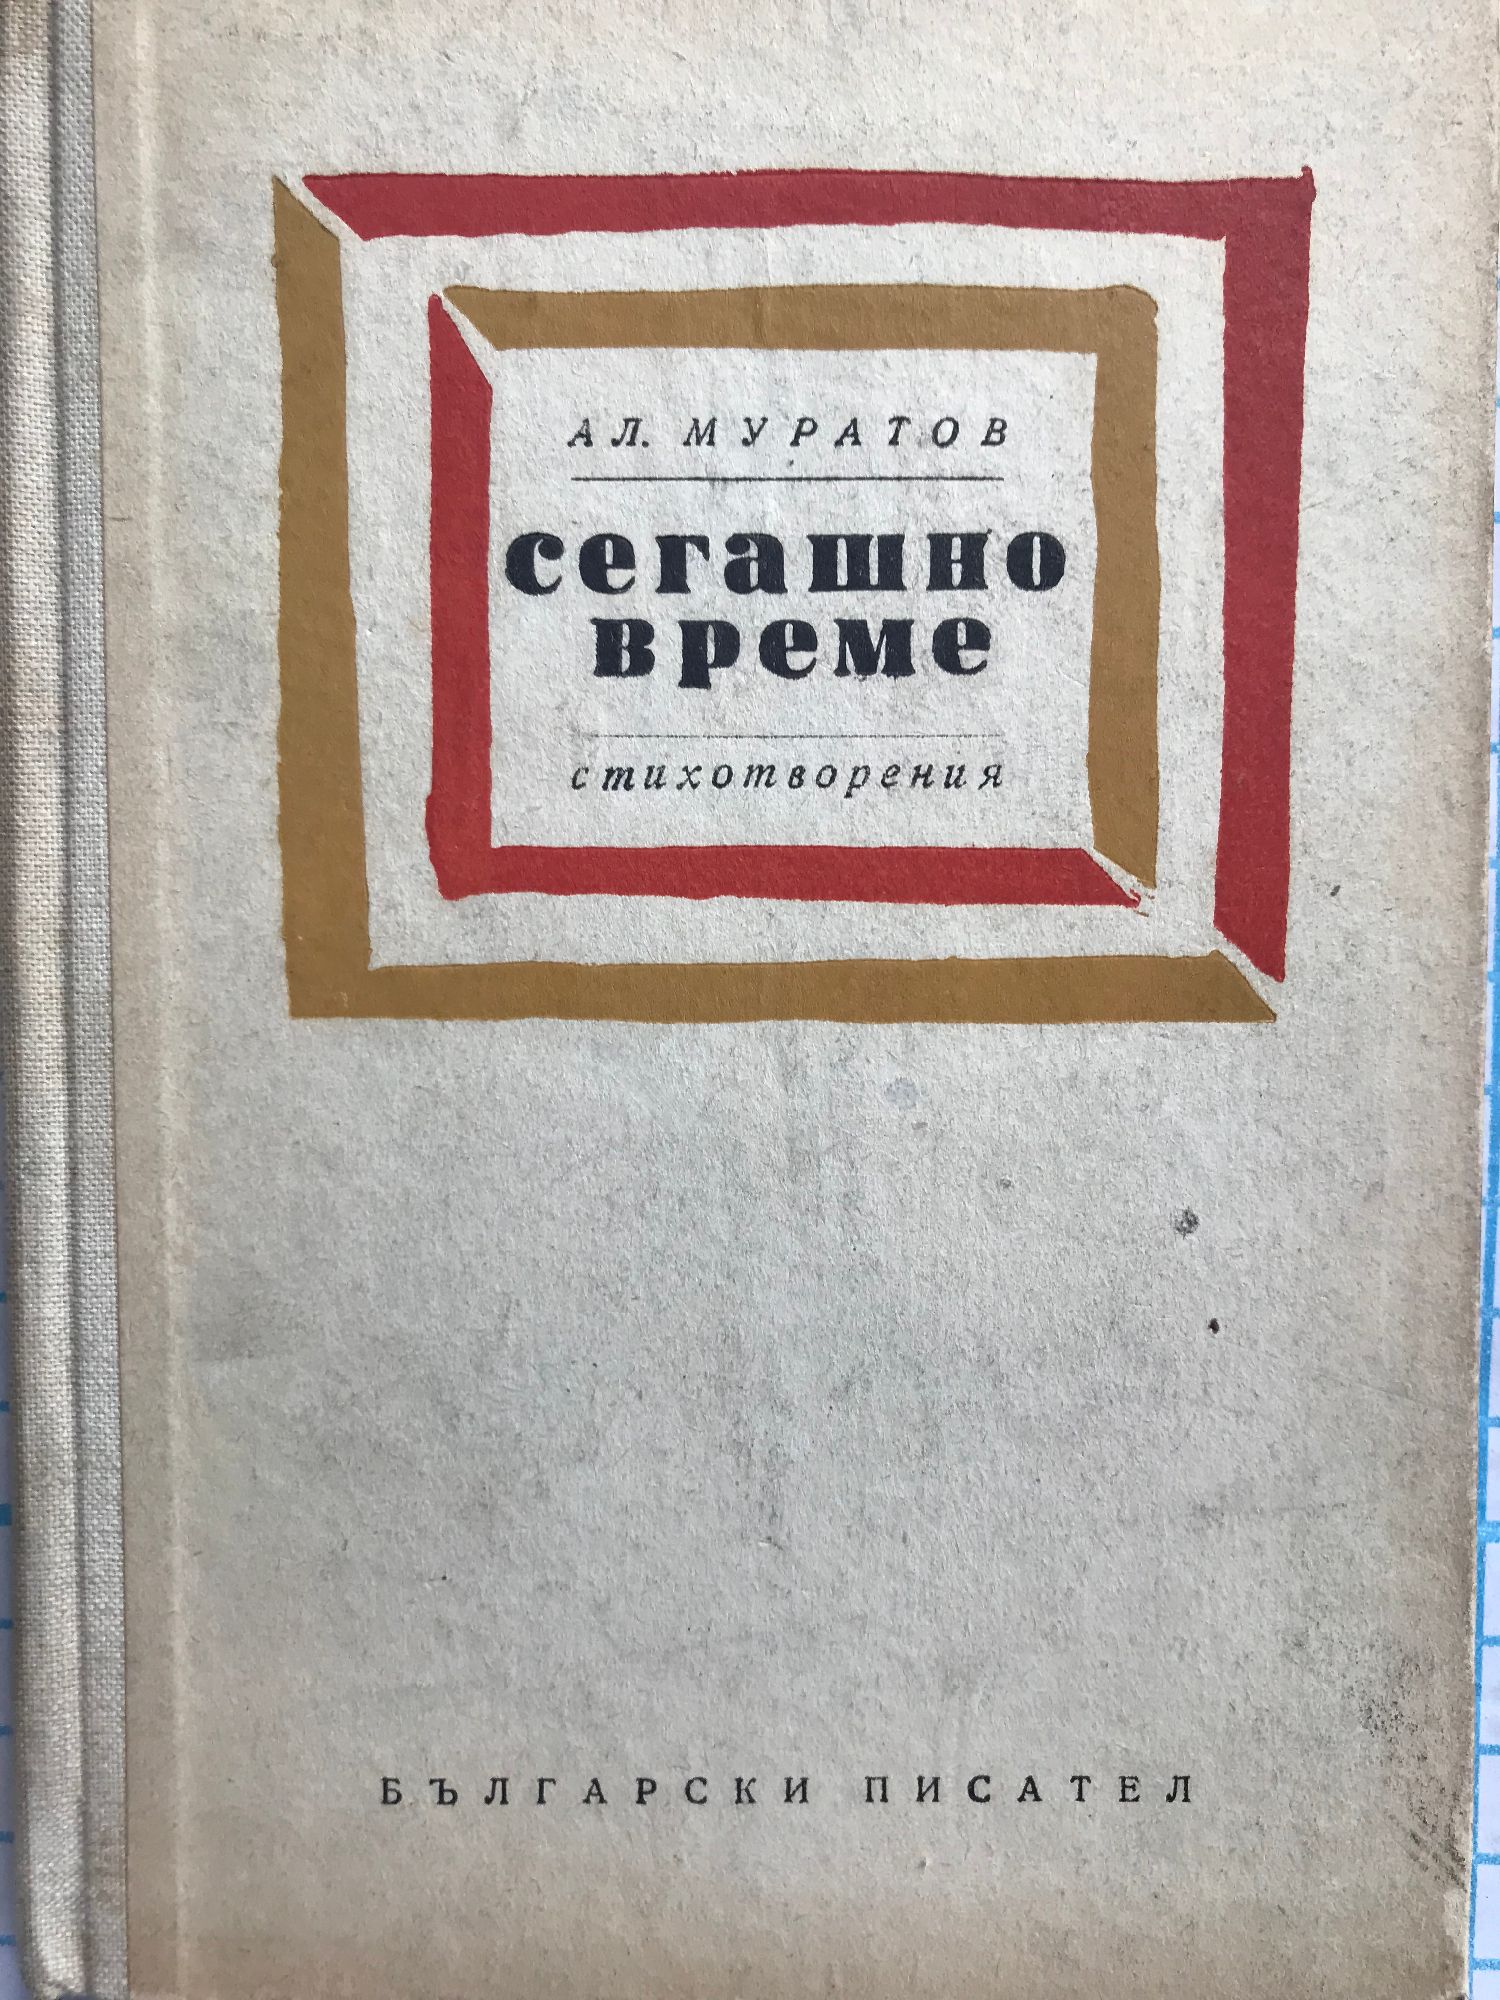 АЛ. МУРАТОВ
сегашно
време
стихотворения
БЪЛГАРСКИ ПИСАТЕЛ